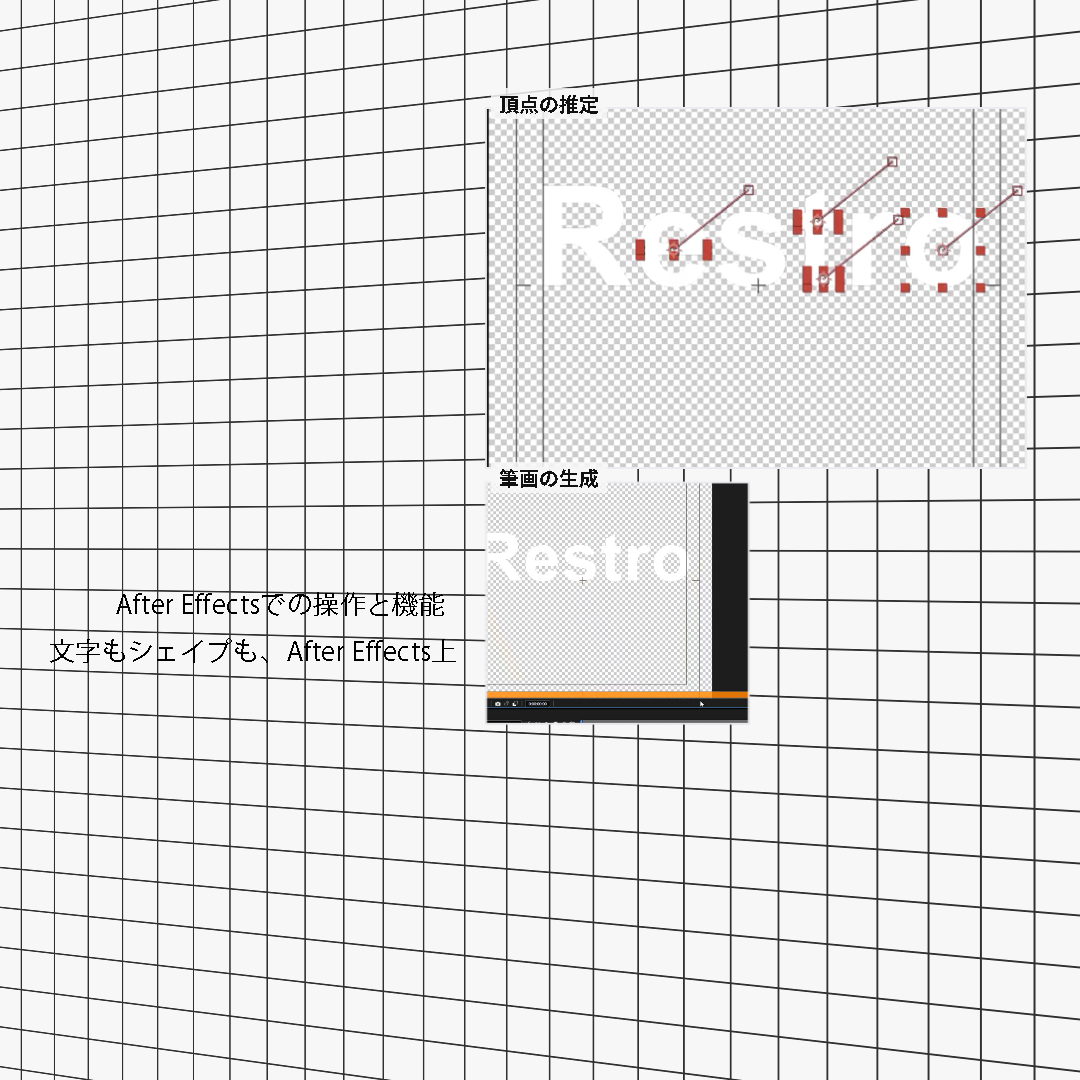 頂点の推定
Restro
筆画の生成
Restro
After Effectsでの操作と機能
文字もシェイプも、After Effects上